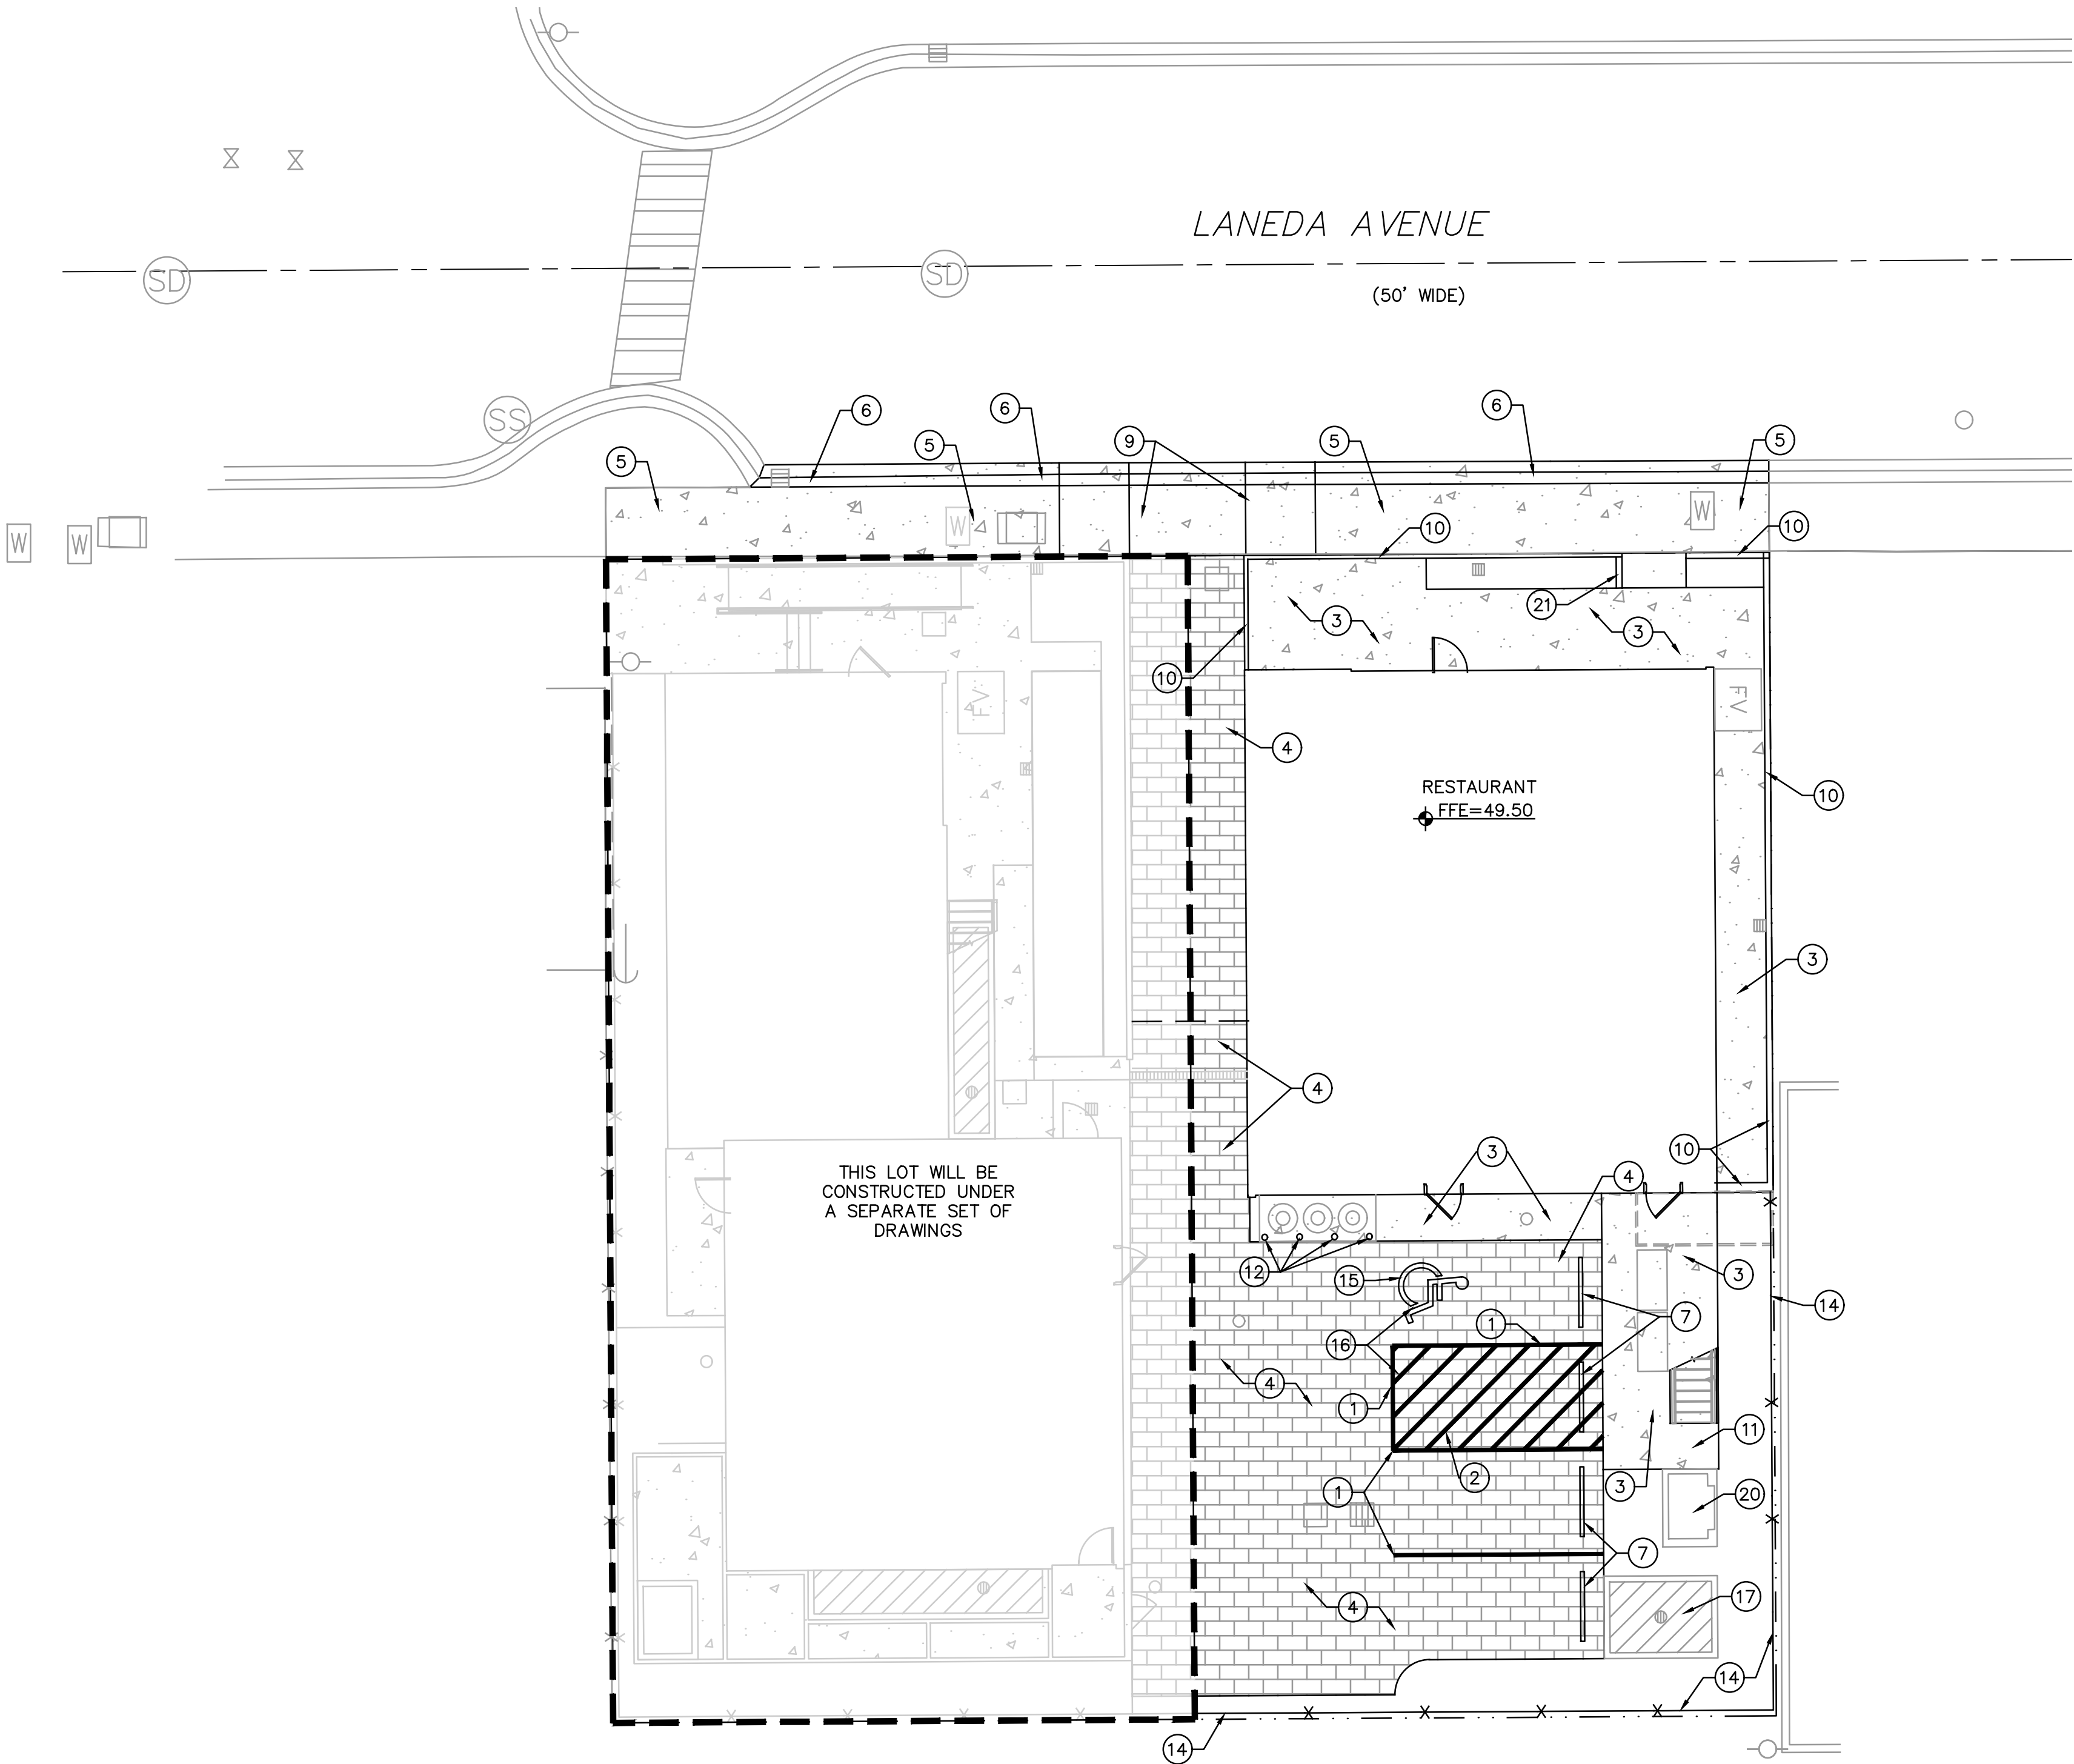 LANEDA AVENUE
SD
SD
(50' WIDE)
SS
6
6
6
5
5
9
5
5
W
W
W
W
10
10
21
3
3
10
FV
FV
4
RESTAURANT
FFE=49.50
10
3
4
3
10
4
THIS LOT WILL BE
CONSTRUCTED UNDER
A SEPARATE SET OF
DRAWINGS
12
15
3
14
16
1
7
4
1
11
2
1
3
20
7
4
17
14
14